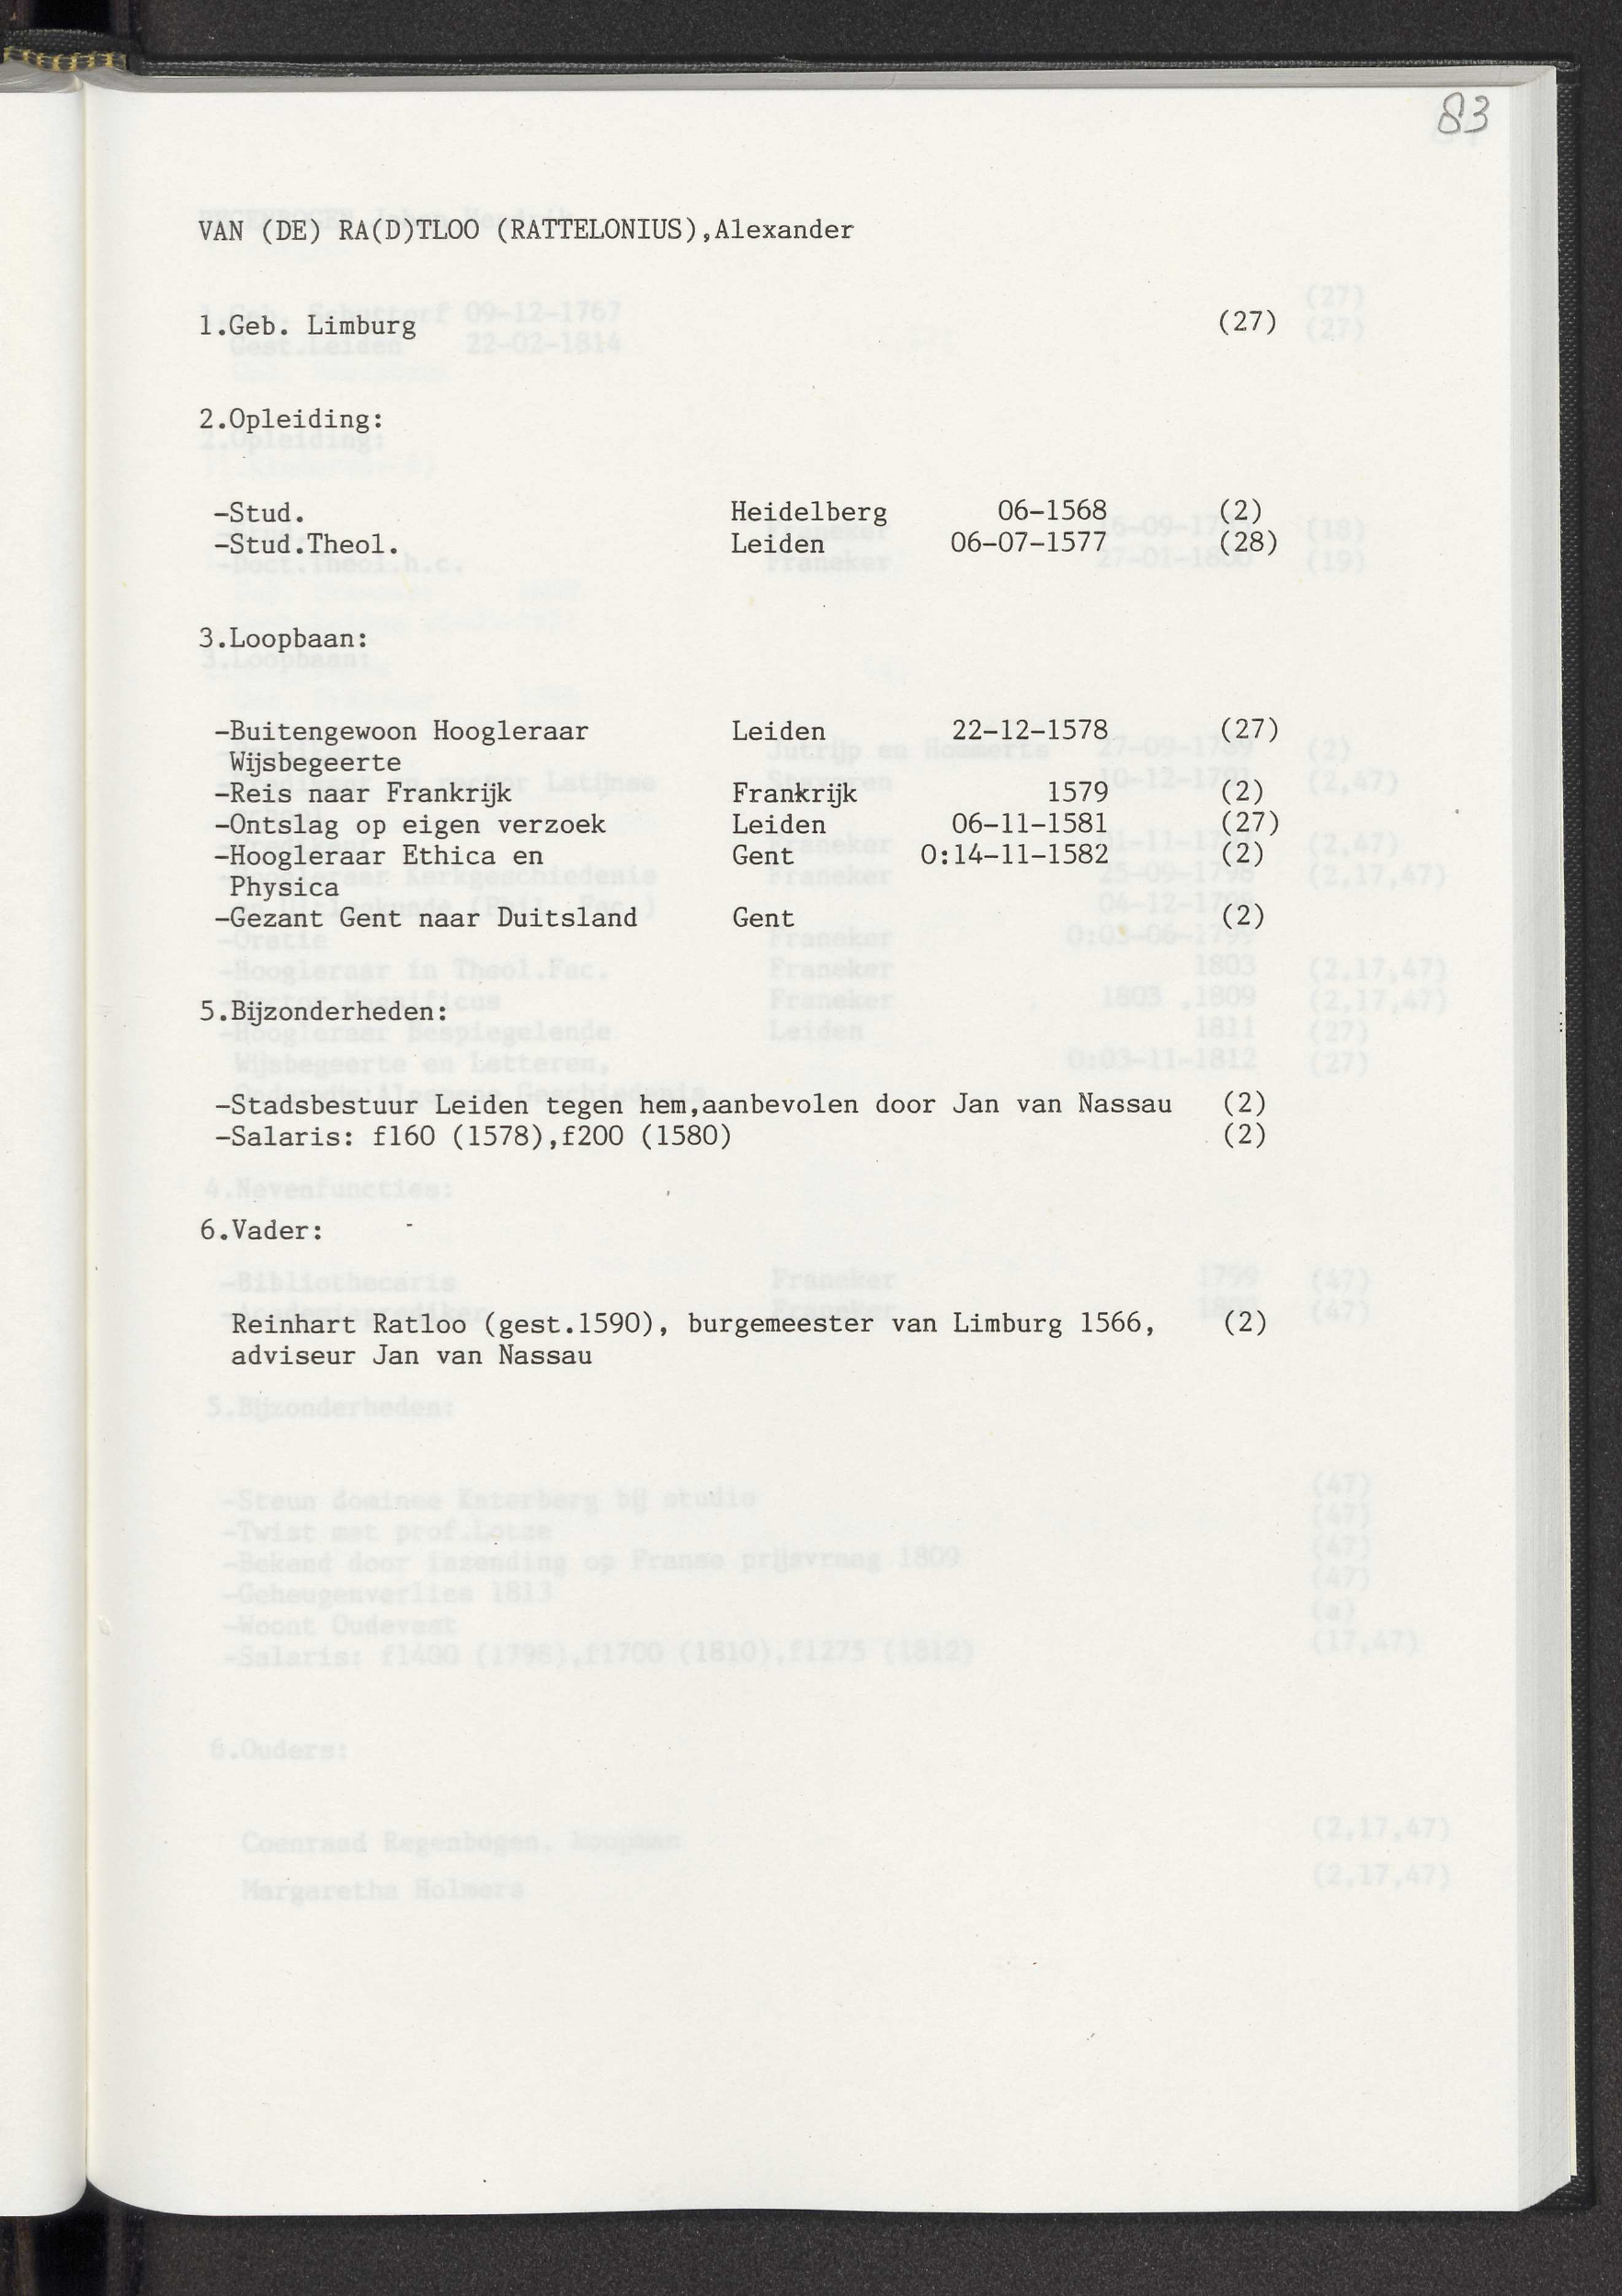 83
VAN (DE) RA(D)TLOO (RATTELONIUS),Alexander
1.Geb. Limburg (27)
2.Opleiding:
-Stud. Heidelberg 06-1568 (2)
-Stud.Theol. Leiden 06-07-1577 (28)
3.Loopbaan:
-Buitengewoon Hoogleraar Leiden 22-12-1578 (27)
Wijsbegeerte
-Reis naar Frankrijk Frankrijk 1579 (2)
-Ontslag op eigen verzoek Leiden 06-11-1581 (27)
-Hoogleraar Ethica en Gent O:14-11-1582 (2)
Physica
-Gezant Gent naar Duitsland Gent (2)
5.Bijzonderheden:
-Stadsbestuur Leiden tegen hem,aanbevolen door Jan van Nassau (2)
-Salaris: f160 (1578),f200 (1580) (2)
6.Vader:
Reinhart Ratloo (gest.1590), burgemeester van Limburg 1566, (2)
adviseur Jan van Nassau